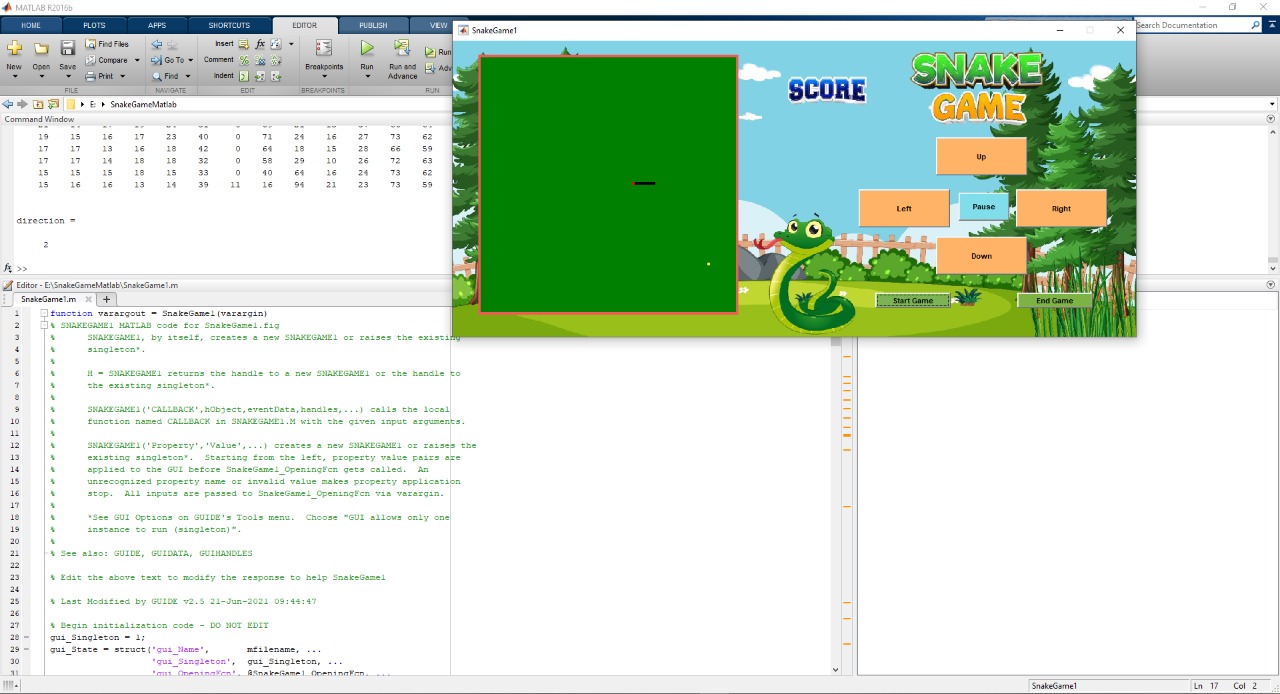 MATLAB R2016b
HOME PLOTS APPS SHORTCUTS EDITOR PUBLISH VIEW
Search Documentation
New Open Save Find Files Compare Print
Go To Find
Insert fx
Comment
Indent
Breakpoints
Run Run and Advance
Run
FILE NAVIGATE EDIT BREAKPOINTS RUN
E: SnakeGameMatlab
Command Window
17 17 13 16 18 42 0 64 18 15 28 66 59
17 17 14 18 18 32 0 58 29 10 26 72 63
15 15 15 18 15 33 0 40 64 16 24 73 62
15 16 16 13 14 39 11 16 94 21 23 73 59
direction =
2
fx >>
SnakeGame1
SCORE
SNAKE
GAME
Up
Left Pause Right
Down
Start Game End Game
Editor - E:\SnakeGameMatlab\SnakeGame1.m
SnakeGame1.m +
1 function varargout = SnakeGame1(varargin)
2 % SNAKEGAME1 MATLAB code for SnakeGame1.fig
3 % SNAKEGAME1, by itself, creates a new SNAKEGAME1 or raises the existing
4 % singleton*.
5 %
6 % H = SNAKEGAME1 returns the handle to a new SNAKEGAME1 or the handle to
7 % the existing singleton*.
8 %
9 % SNAKEGAME1('CALLBACK',hObject,eventData,handles,...) calls the local
10 % function named CALLBACK in SNAKEGAME1.M with the given input arguments.
11 %
12 % SNAKEGAME1('Property','Value',...) creates a new SNAKEGAME1 or raises the
13 % existing singleton*. Starting from the left, property value pairs are
14 % applied to the GUI before SnakeGame1_OpeningFcn gets called. An
15 % unrecognized property name or invalid value makes property application
16 % stop. All inputs are passed to SnakeGame1_OpeningFcn via varargin.
17 %
18 % *See GUI Options on GUIDE's Tools menu. Choose "GUI allows only one
19 % instance to run (singleton)".
20 %
21 % See also: GUIDE, GUIDATA, GUIHANDLES
22
23 % Edit the above text to modify the response to help SnakeGame1
24
25 % Last Modified by GUIDE v2.5 21-Jun-2021 09:44:47
26
27 % Begin initialization code - DO NOT EDIT
28 gui_Singleton = 1;
29 gui_State = struct('gui_Name', mfilename, ...
30 'gui_Singleton', gui_Singleton, ...
31 'gui_OpeningFcn', @SnakeGame1_OpeningFcn, ...
SnakeGame1 Ln 17 Col 2